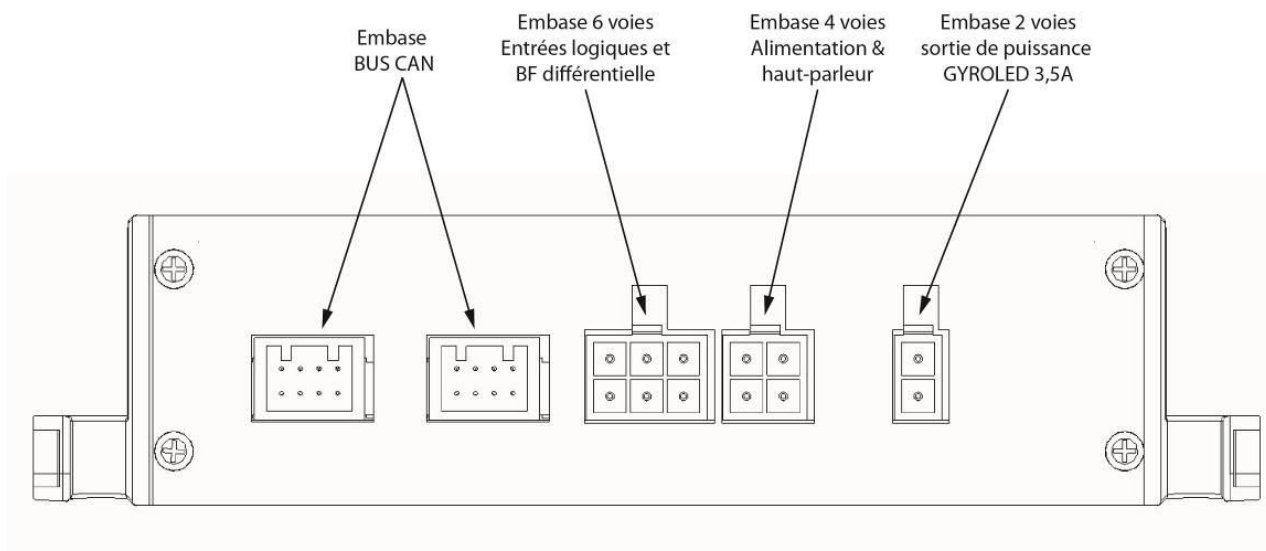 Embase
BUS CAN
Embase 6 voies
Entrées logiques et
BF différentielle
Embase 4 voies
Alimentation &
haut-parleur
Embase 2 voies
sortie de puissance
GYROLED 3,5A